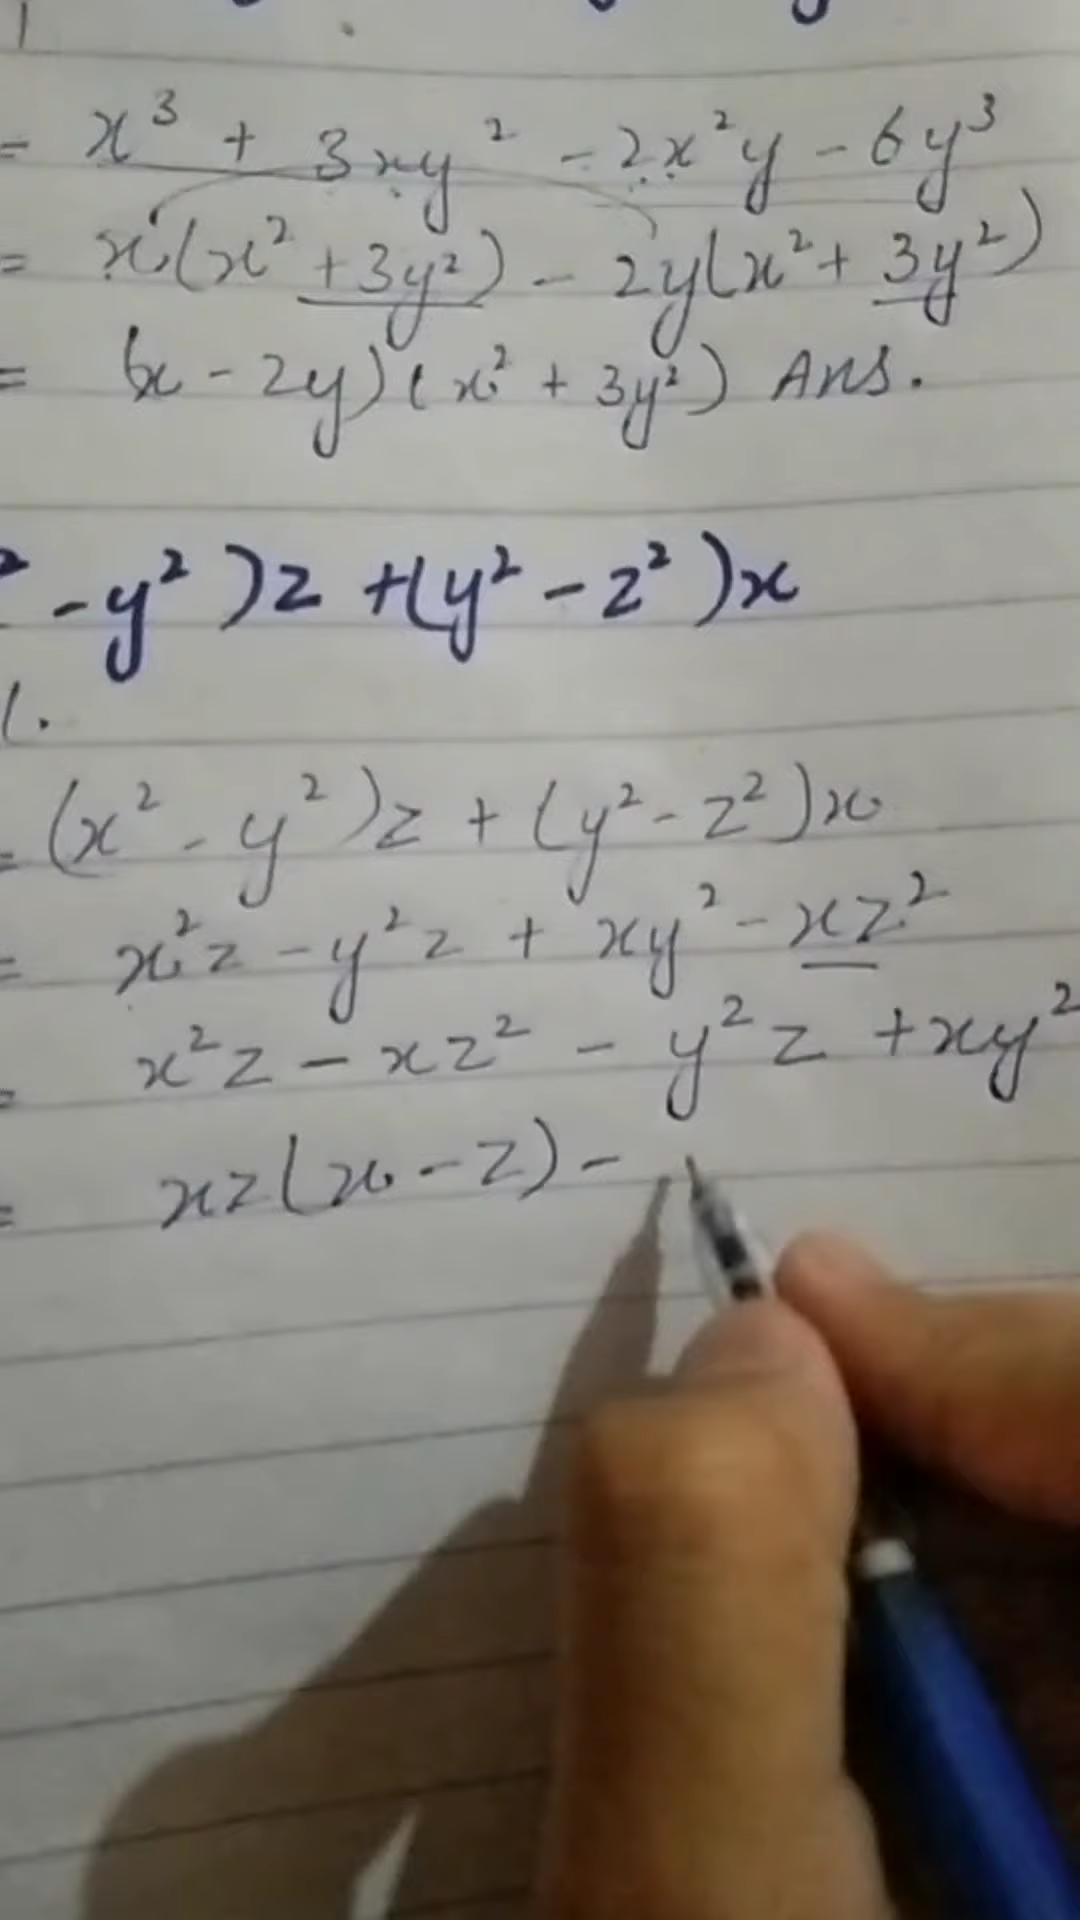 = x³ + 3xy² - 2x²y - 6y³
= x(x² + 3y²) - 2y(x² + 3y²)
= (x - 2y)(x² + 3y²) Ans.
² - y²)z + (y² - z²)x
= (x² - y²)z + (y² - z²)x
= x²z - y²z + xy² - xz²
= x²z - xz² - y²z + xy²
= xz(x - z) -